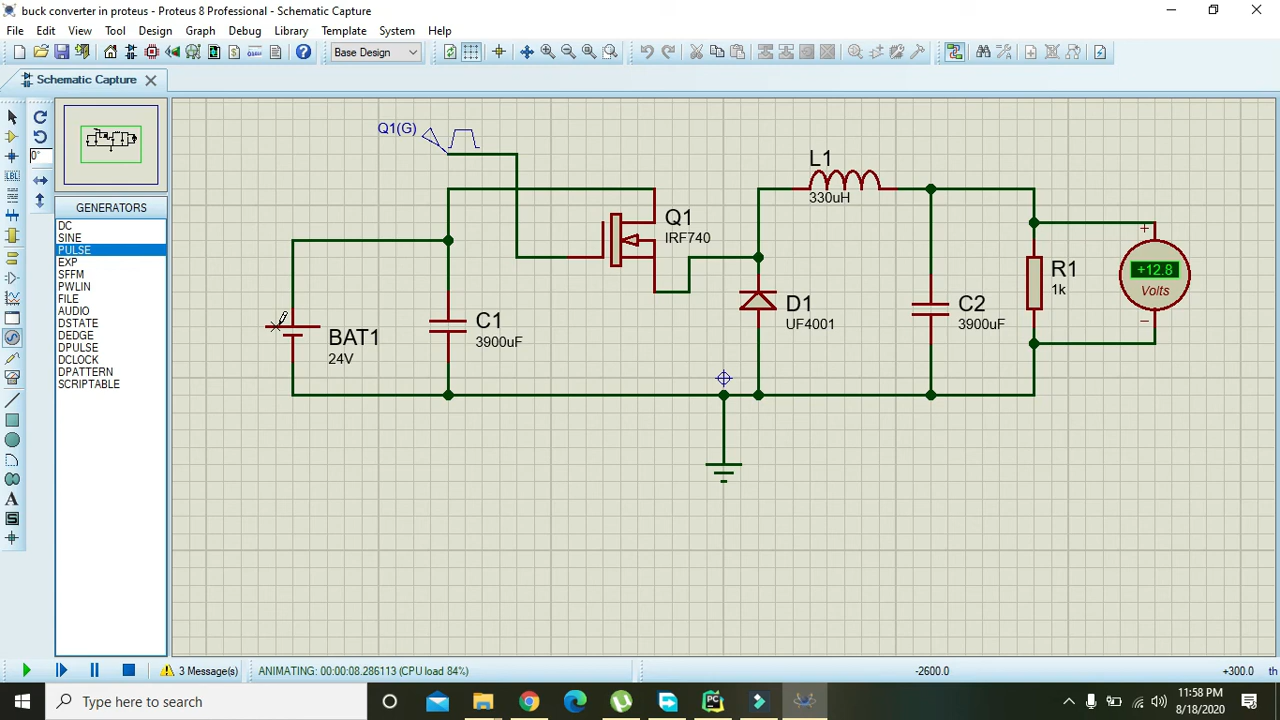 buck converter in proteus - Proteus 8 Professional - Schematic Capture
File Edit View Tool Design Graph Debug Library Template System Help
Base Design
Schematic Capture
0°
LBL
GENERATORS
DC
SINE
PULSE
EXP
SFFM
PWLIN
FILE
AUDIO
DSTATE
DEDGE
DPULSE
DCLOCK
DPATTERN
SCRIPTABLE
A
S
Q1(G)
L1
330uH
Q1
IRF740
BAT1
24V
C1
3900uF
D1
UF4001
C2
3900uF
R1
1k
+
+12.8
Volts
−
3 Message(s)
ANIMATING: 00:00:08.286113 (CPU load 84%)
-2600.0
+300.0
th
Type here to search
PC
11:58 PM
8/18/2020